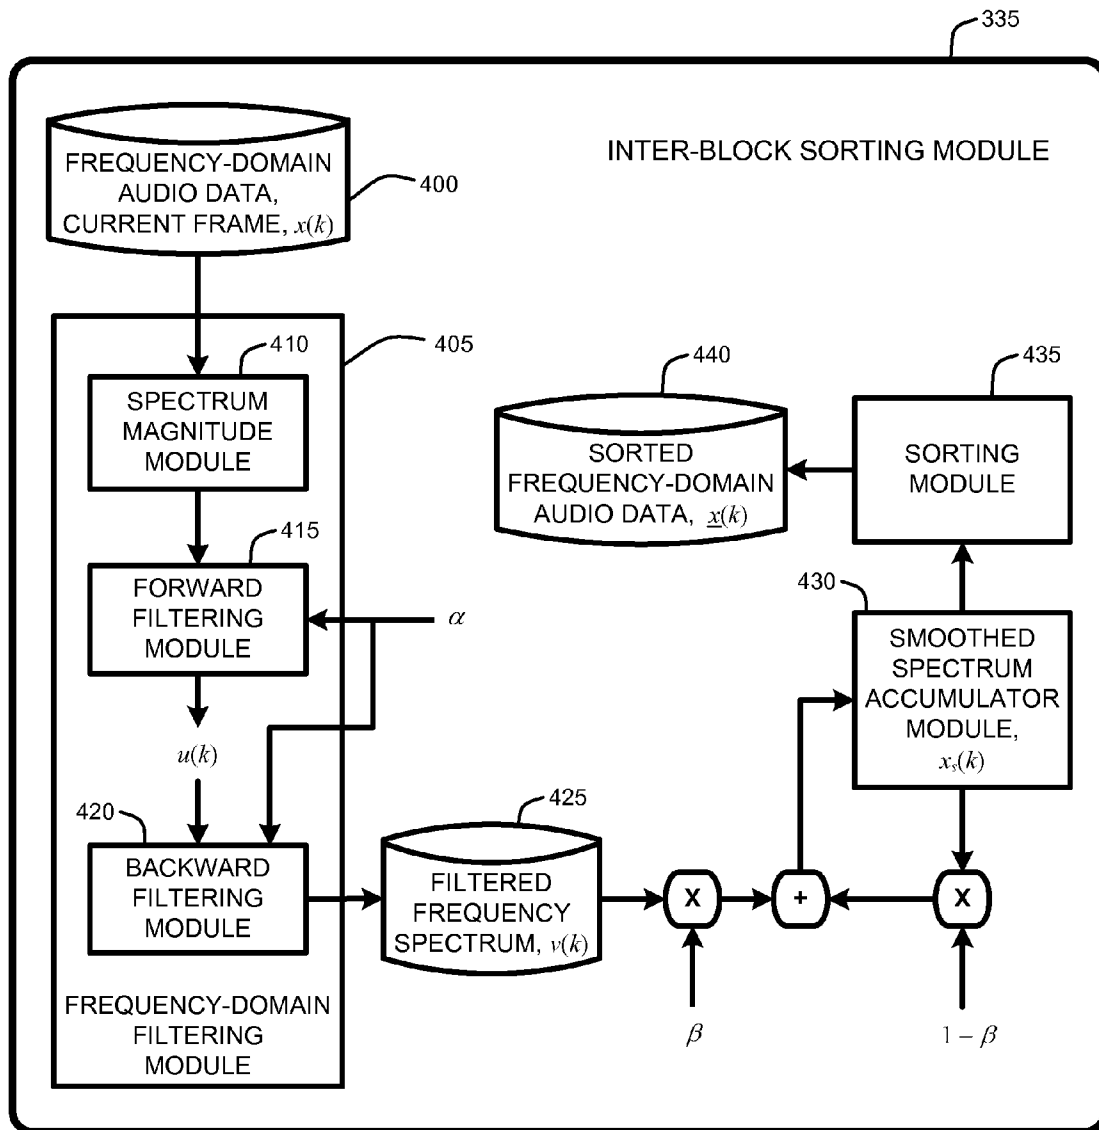 335
INTER-BLOCK SORTING MODULE
FREQUENCY-DOMAIN
AUDIO DATA,
CURRENT FRAME, x(k)
400
405
410
SPECTRUM
MAGNITUDE
MODULE
415
FORWARD
FILTERING
MODULE
α
u(k)
420
BACKWARD
FILTERING
MODULE
FREQUENCY-DOMAIN
FILTERING
MODULE
425
FILTERED
FREQUENCY
SPECTRUM, v(k)
X
β
+
X
1 – β
430
SMOOTHED
SPECTRUM
ACCUMULATOR
MODULE,
xₛ(k)
435
SORTING
MODULE
440
SORTED
FREQUENCY-DOMAIN
AUDIO DATA, x̲(k)